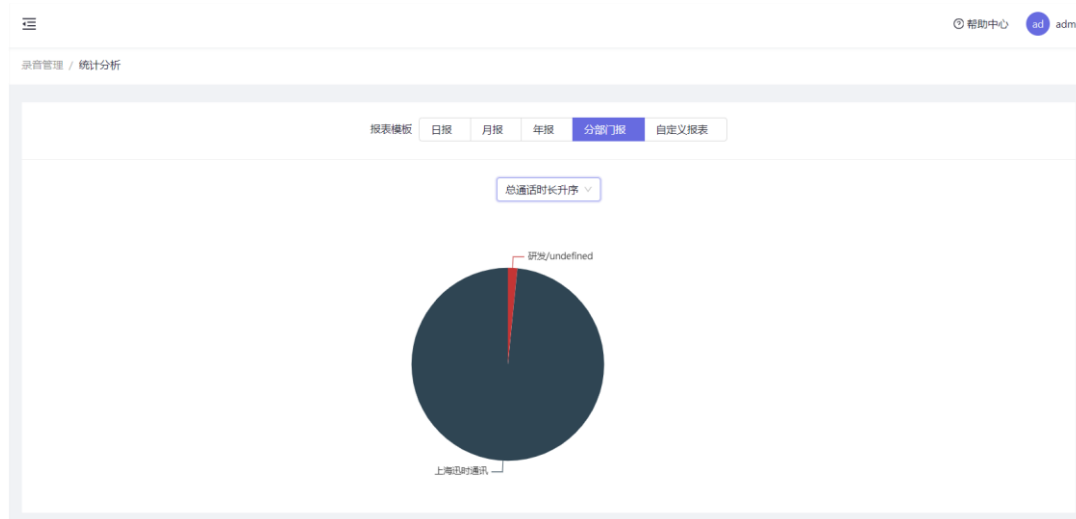 帮助中心 ad adm
录音管理 / 统计分析
报表模板 日报 月报 年报 分部门报 自定义报表
总通话时长升序
研发/undefined
上海迅时通讯